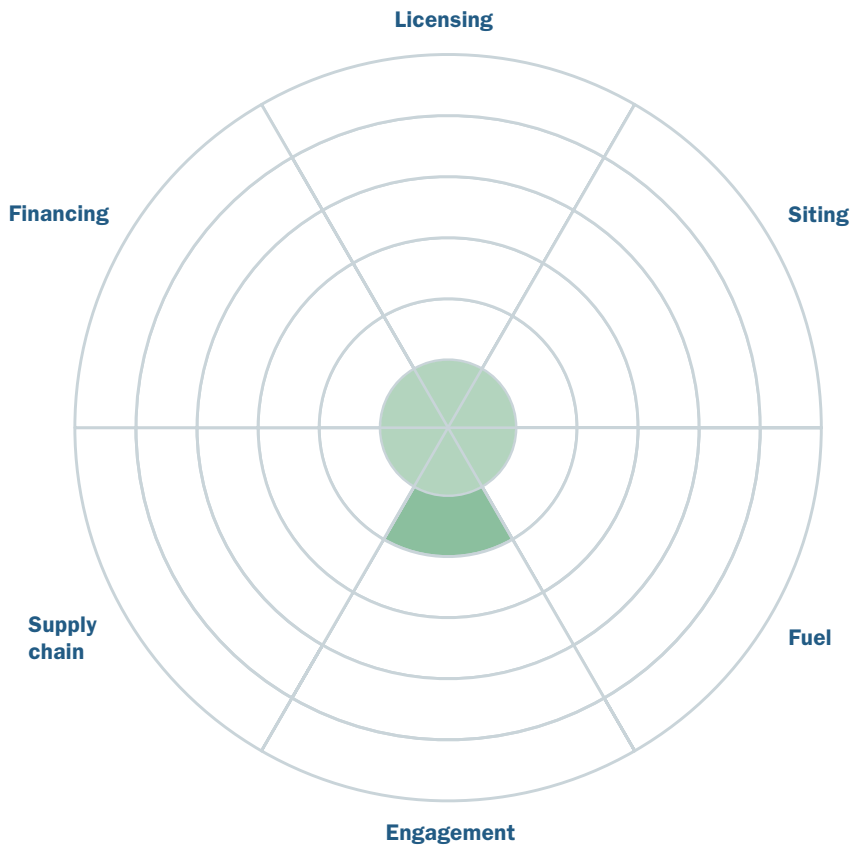 Licensing
Financing
Siting
Supply
chain
Fuel
Engagement